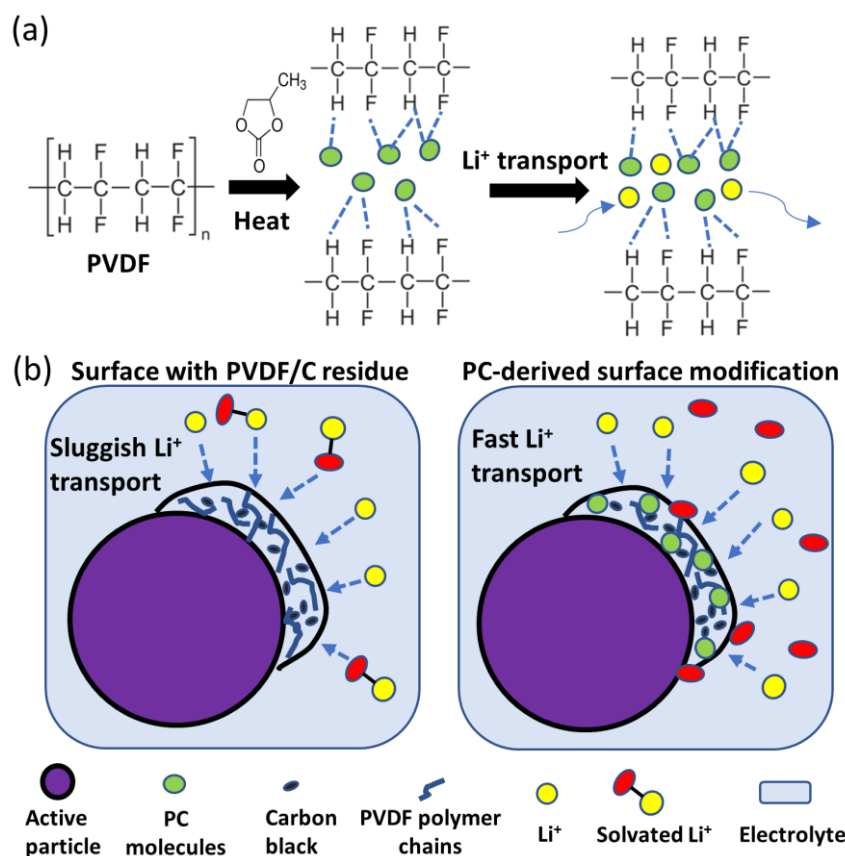 (a)
H F H F
C C C C
H F H F
n
PVDF
CH₃
O O
O
Heat
H F H F
C C C C
H F H F
H F H F
C C C C
H F H F
Li⁺ transport
H F H F
C C C C
H F H F
H F H F
C C C C
H F H F
(b)
Surface with PVDF/C residue
Sluggish Li⁺
transport
PC-derived surface modification
Fast Li⁺
transport
Active
particle
PC
molecules
Carbon
black
PVDF polymer
chains
Li⁺
Solvated Li⁺
Electrolyte